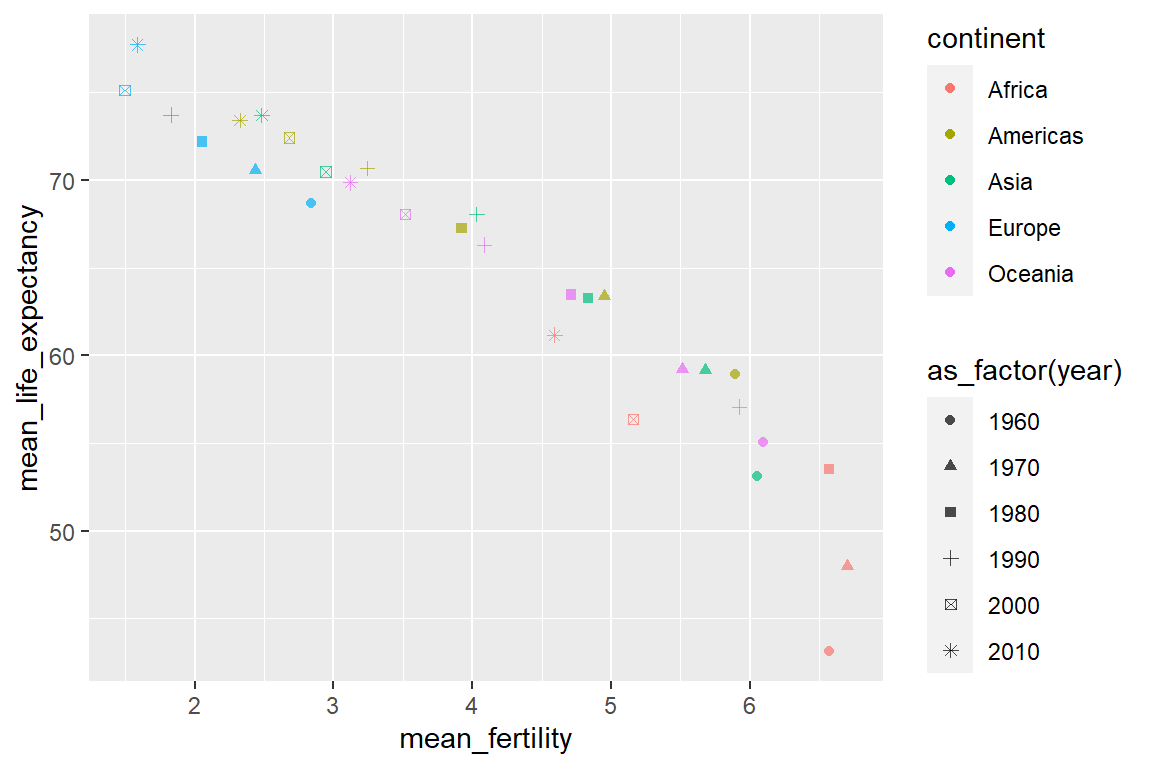 70
60
50
mean_life_expectancy
2 3 4 5 6
mean_fertility
continent
Africa
Americas
Asia
Europe
Oceania
as_factor(year)
1960
1970
1980
1990
2000
2010